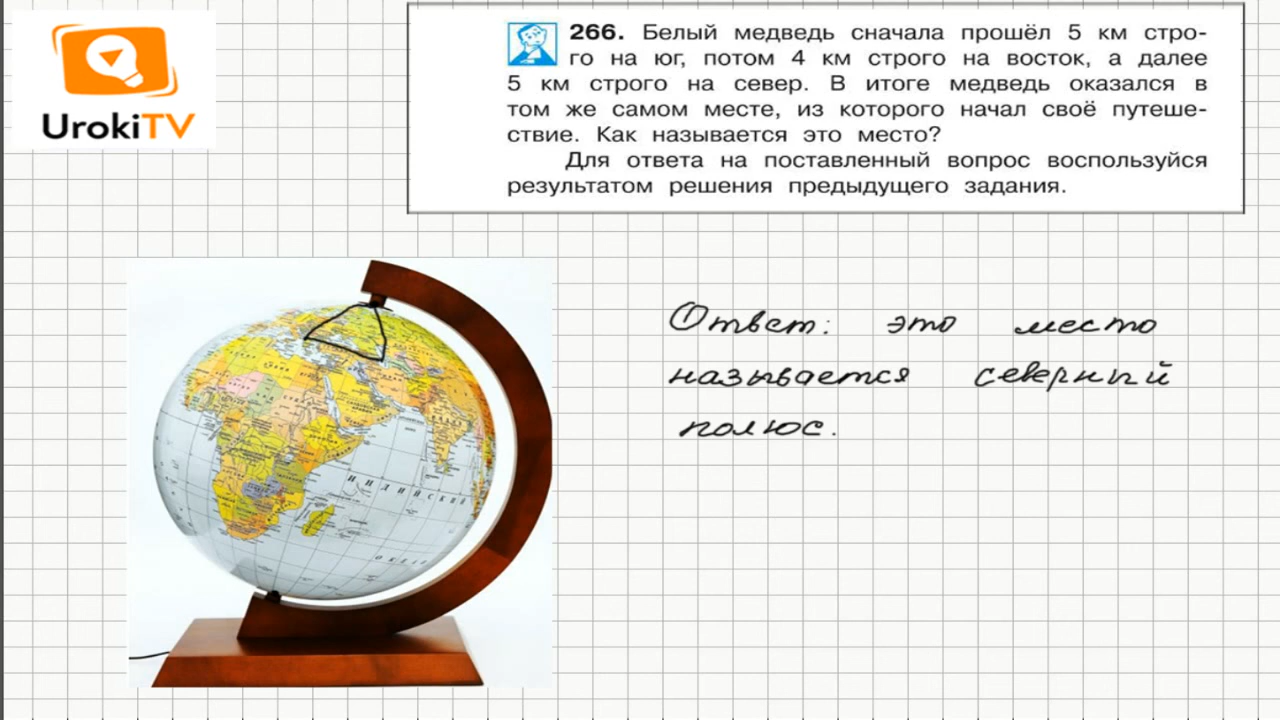 UrokiTV
266. Белый медведь сначала прошёл 5 км стро-
го на юг, потом 4 км строго на восток, а далее
5 км строго на север. В итоге медведь оказался в
том же самом месте, из которого начал своё путеше-
ствие. Как называется это место?
Для ответа на поставленный вопрос воспользуйся
результатом решения предыдущего задания.
Ответ: это место
называется северный
полюс.
ИНДИЙСКИЙ